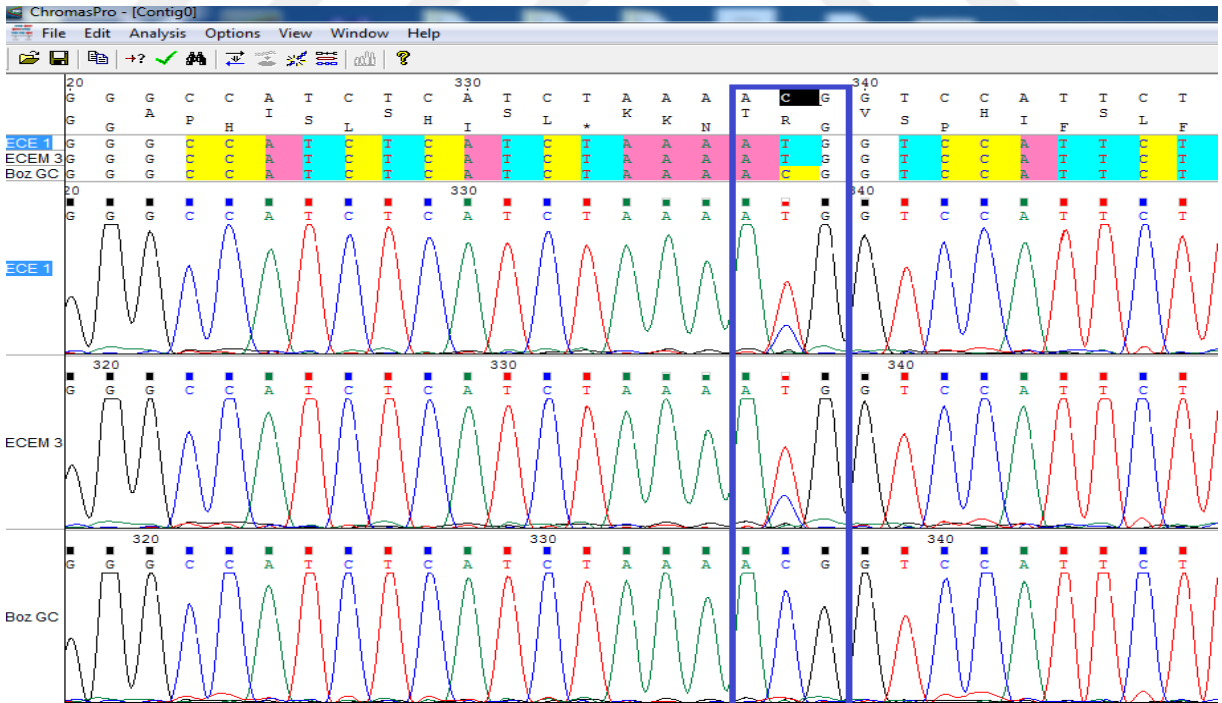 ChromasPro - [Contig0]
File Edit Analysis Options View Window Help
→? ?
20 330 340
G G G C C A T C T C A T C T A A A A C G G T C C A T T C T
A I S S K T V H S
G P S H L K R S I L
G H L I * N G P F F
ECE 1 G G G C C A T C T C A T C T A A A A T G G T C C A T T C T
ECEM 3 G G G C C A T C T C A T C T A A A A T G G T C C A T T C T
Boz GC G G G C C A T C T C A T C T A A A A C G G T C C A T T C T
20 330 340
G G G C C A T C T C A T C T A A A A T G G T C C A T T C T
ECE 1
320 330 340
G G G C C A T C T C A T C T A A A A T G G T C C A T T C T
ECEM 3
320 330 340
G G G C C A T C T C A T C T A A A A C G G T C C A T T C T
Boz GC